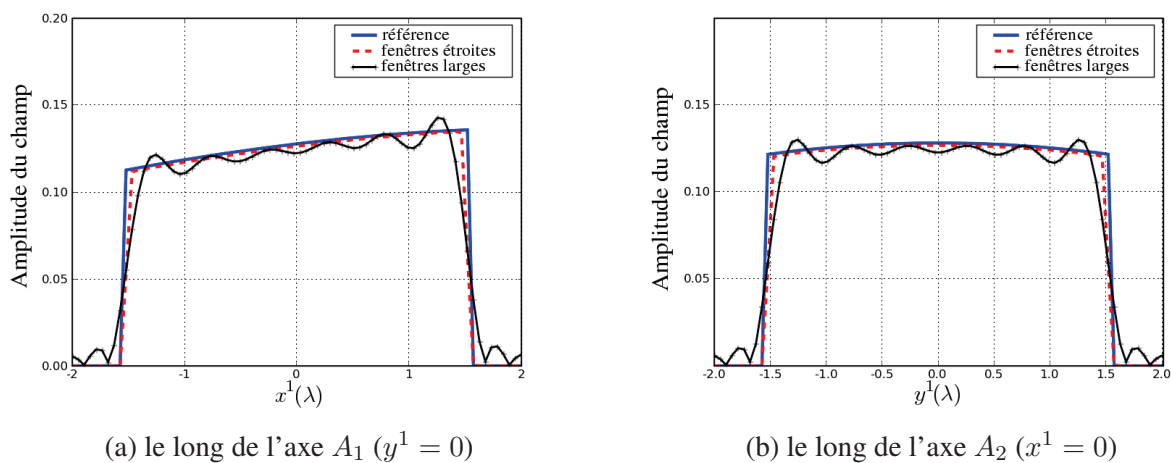 0.20
0.15
0.10
0.05
0.00
Amplitude du champ
référence
fenêtres étroites
fenêtres larges
-2 -1 0 1 2
x¹(λ)
(a) le long de l'axe A₁ (y¹ = 0)
0.20
0.15
0.10
0.05
Amplitude du champ
référence
fenêtres étroites
fenêtres larges
-2.0 -1.5 -1.0 -0.5 0.0 0.5 1.0 1.5 2.0
y¹(λ)
(b) le long de l'axe A₂ (x¹ = 0)